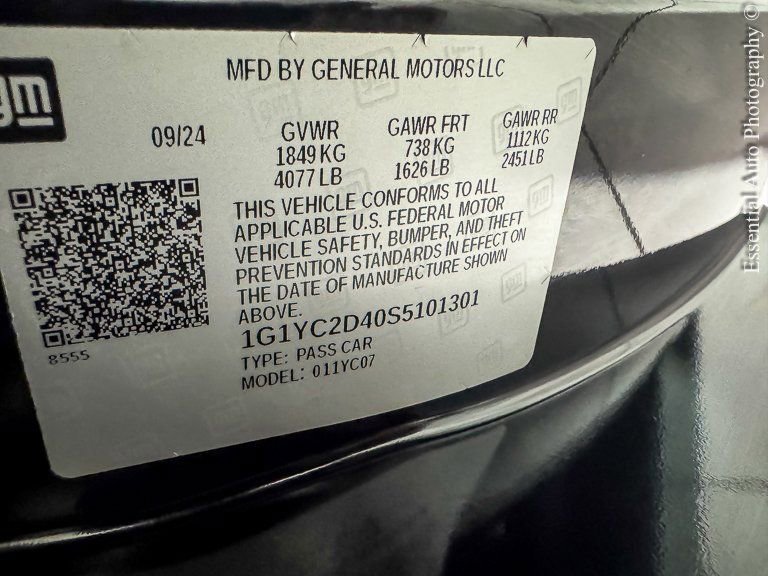 MFD BY GENERAL MOTORS LLC
gm
09/24
GVWR
1849 KG
4077 LB
GAWR FRT
738 KG
1626 LB
GAWR RR
1112 KG
2451 LB
THIS VEHICLE CONFORMS TO ALL
APPLICABLE U.S. FEDERAL MOTOR
VEHICLE SAFETY, BUMPER, AND THEFT
PREVENTION STANDARDS IN EFFECT ON
THE DATE OF MANUFACTURE SHOWN
ABOVE.
1G1YC2D40S5101301
TYPE: PASS CAR
MODEL: 011YC07
8555
Essential Auto Photography ©